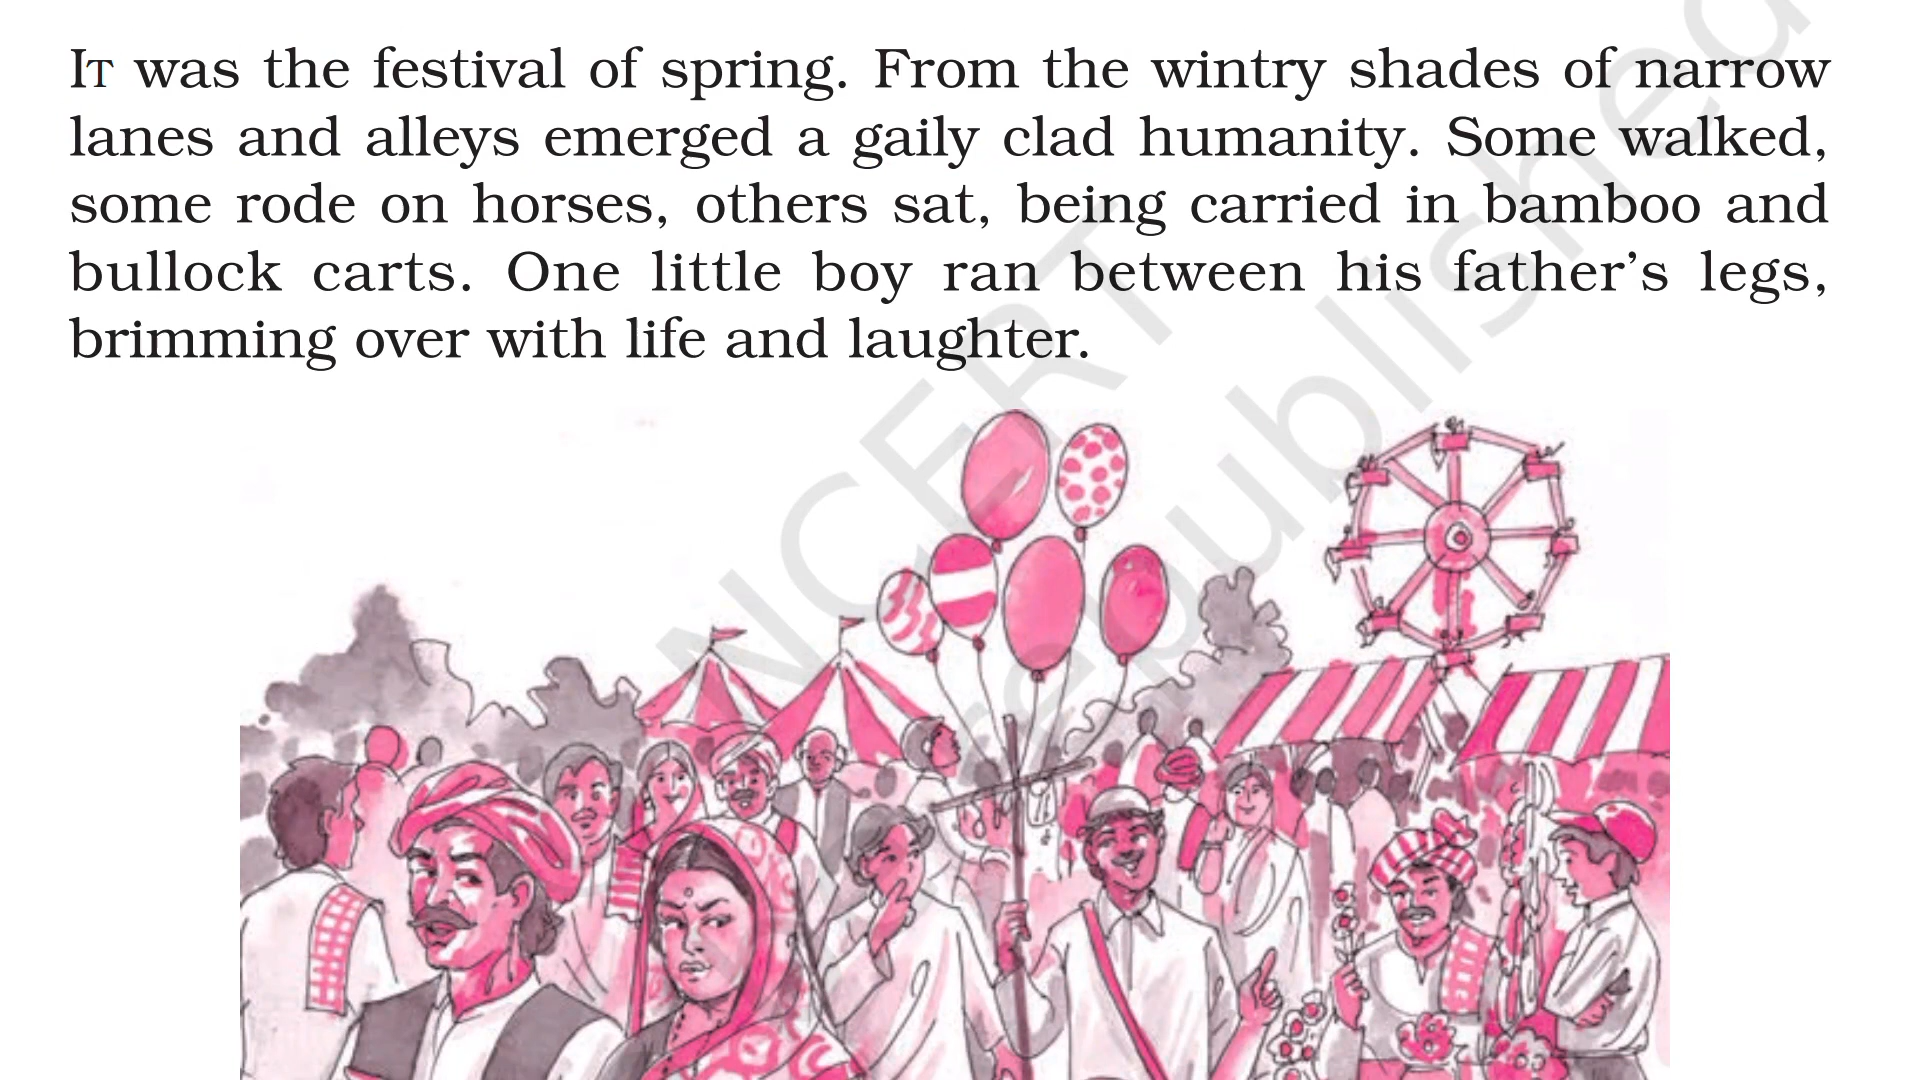 IT was the festival of spring. From the wintry shades of narrow
lanes and alleys emerged a gaily clad humanity. Some walked,
some rode on horses, others sat, being carried in bamboo and
bullock carts. One little boy ran between his father’s legs,
brimming over with life and laughter.
NCERT
republished